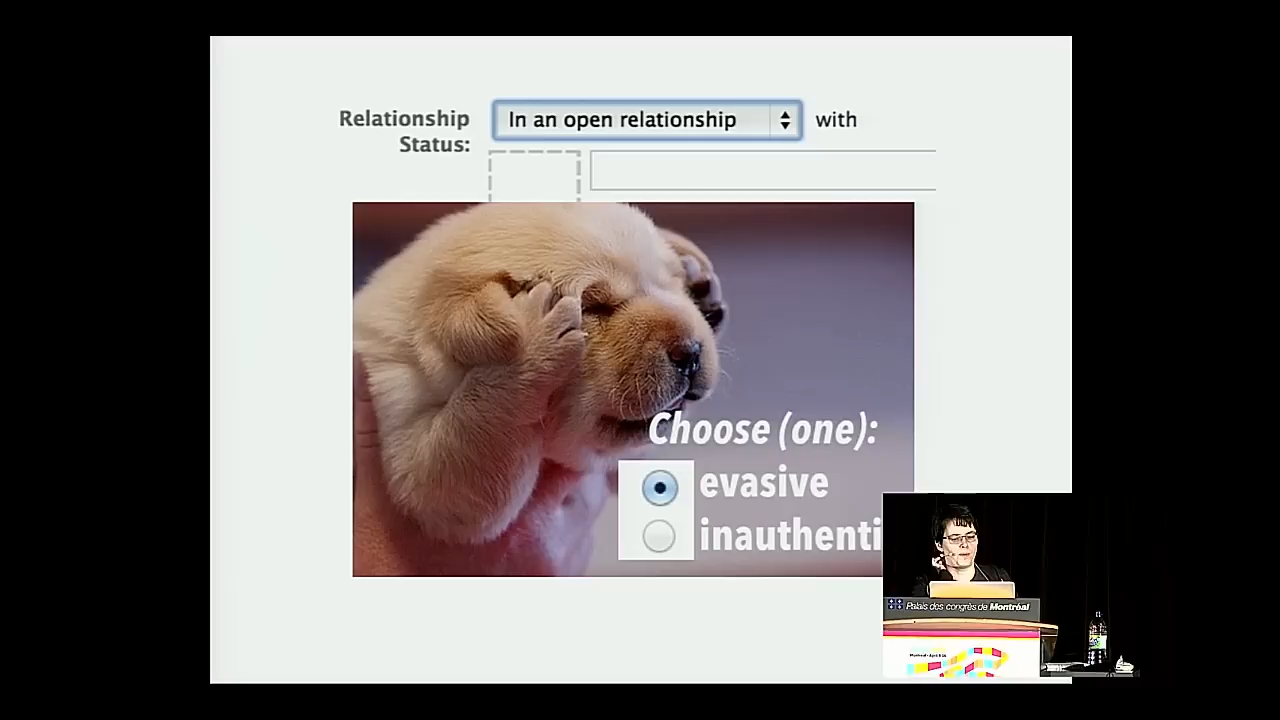 Relationship
Status:
In an open relationship
with
Choose (one):
evasive
inauthenti
Palais des congrès de Montréal